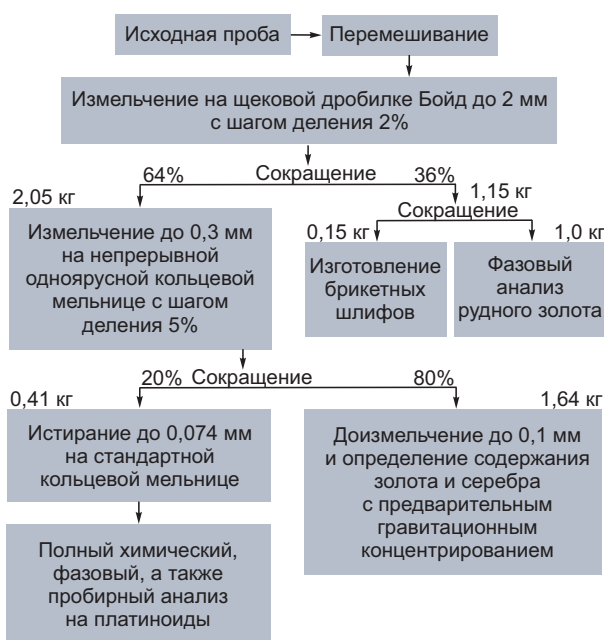 Исходная проба
Перемешивание
Измельчение на щековой дробилке Бойд до 2 мм
с шагом деления 2%
64%
Сокращение
36%
2,05 кг
1,15 кг
Сокращение
0,15 кг
1,0 кг
Измельчение до 0,3 мм
на непрерывной
одноярусной кольцевой
мельнице с шагом
деления 5%
Изготовление
брикетных
шлифов
Фазовый
анализ
рудного золота
20%
Сокращение
80%
0,41 кг
1,64 кг
Истирание до 0,074 мм
на стандартной
кольцевой мельнице
Доизмельчение до 0,1 мм
и определение содержания
золота и серебра
с предварительным
гравитационным
концентрированием
Полный химический,
фазовый, а также
пробирный анализ
на платиноиды